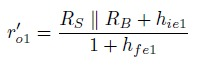 r'_{o1} = \frac{R_S \parallel R_B + h_{ie1}}{1 + h_{fe1}}